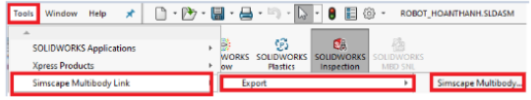 Tools Window Help ROBOT_HOANTHANH.SLDASM
SOLIDWORKS Applications
Xpress Products
WORKS SOLIDWORKS SOLIDWORKS SOLIDWORKS
ow Plastics Inspection MBD SNL
Simscape Multibody Link Export Simscape Multibody...